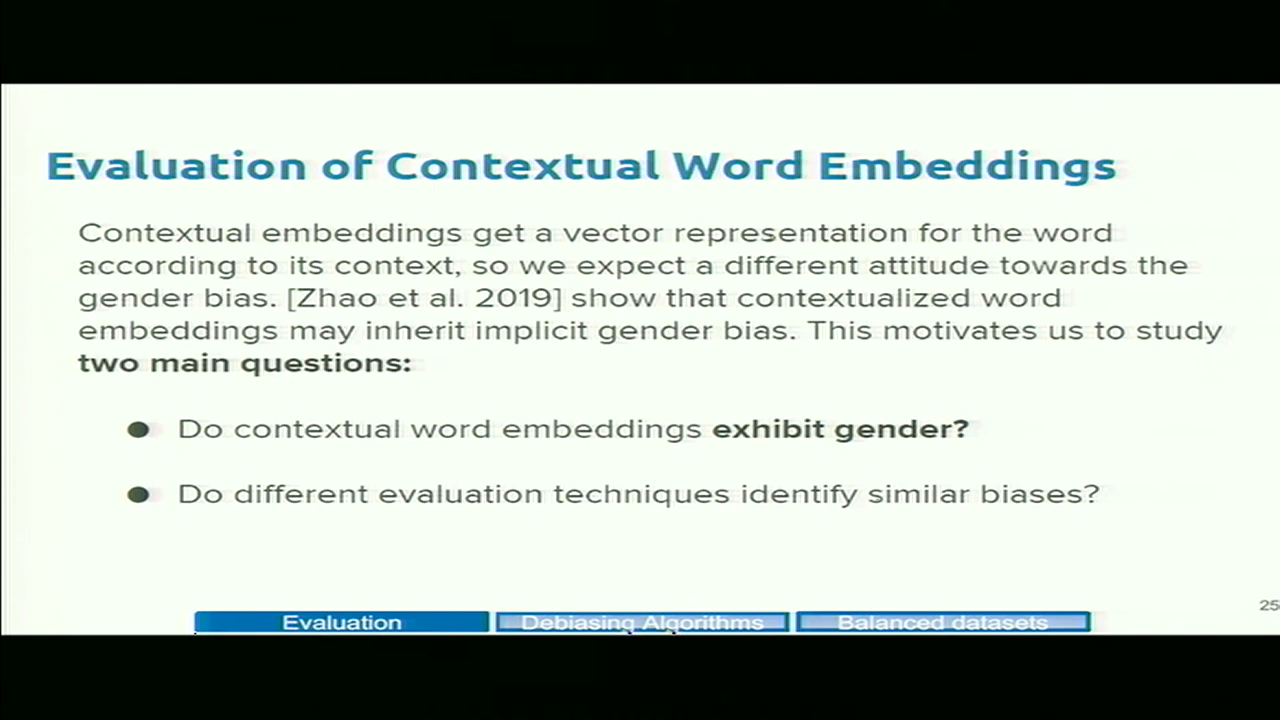 Evaluation of Contextual Word Embeddings
Contextual embeddings get a vector representation for the word
according to its context, so we expect a different attitude towards the
gender bias. [Zhao et al. 2019] show that contextualized word
embeddings may inherit implicit gender bias. This motivates us to study
two main questions:
● Do contextual word embeddings exhibit gender?
● Do different evaluation techniques identify similar biases?
25
Evaluation
Debiasing Algorithms
Balanced datasets